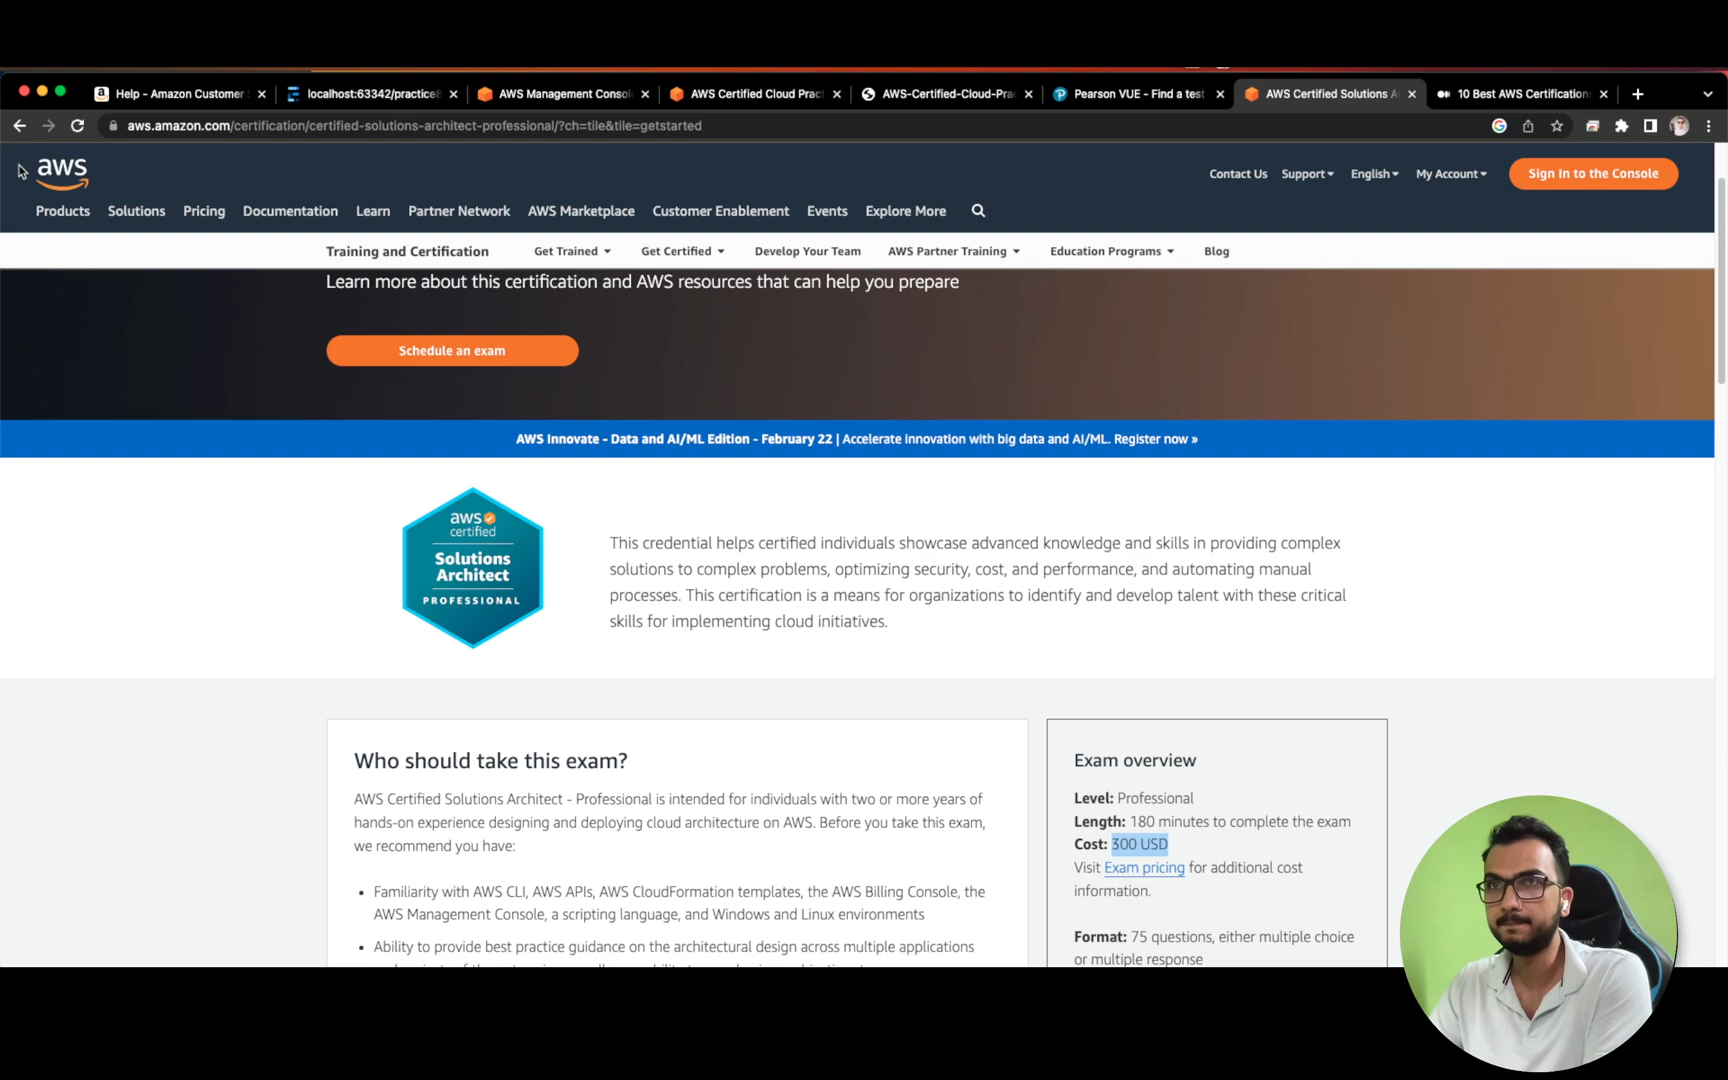 Help - Amazon Customer
localhost:63342/practice
AWS Management Consol
AWS Certified Cloud Pract
AWS-Certified-Cloud-Pra
Pearson VUE - Find a test
AWS Certified Solutions A
10 Best AWS Certification
aws.amazon.com/certification/certified-solutions-architect-professional/?ch=tile&tile=getstarted
aws
Contact Us
Support
English
My Account
Sign In to the Console
Products
Solutions
Pricing
Documentation
Learn
Partner Network
AWS Marketplace
Customer Enablement
Events
Explore More
Training and Certification
Get Trained
Get Certified
Develop Your Team
AWS Partner Training
Education Programs
Blog
Learn more about this certification and AWS resources that can help you prepare
Schedule an exam
AWS Innovate - Data and AI/ML Edition - February 22 | Accelerate innovation with big data and AI/ML. Register now »
aws
certified
Solutions
Architect
PROFESSIONAL
This credential helps certified individuals showcase advanced knowledge and skills in providing complex
solutions to complex problems, optimizing security, cost, and performance, and automating manual
processes. This certification is a means for organizations to identify and develop talent with these critical
skills for implementing cloud initiatives.
Who should take this exam?
AWS Certified Solutions Architect - Professional is intended for individuals with two or more years of
hands-on experience designing and deploying cloud architecture on AWS. Before you take this exam,
we recommend you have:
• Familiarity with AWS CLI, AWS APIs, AWS CloudFormation templates, the AWS Billing Console, the
AWS Management Console, a scripting language, and Windows and Linux environments
• Ability to provide best practice guidance on the architectural design across multiple applications
Exam overview
Level: Professional
Length: 180 minutes to complete the exam
Cost: 300 USD
Visit Exam pricing for additional cost
information.
Format: 75 questions, either multiple choice
or multiple response